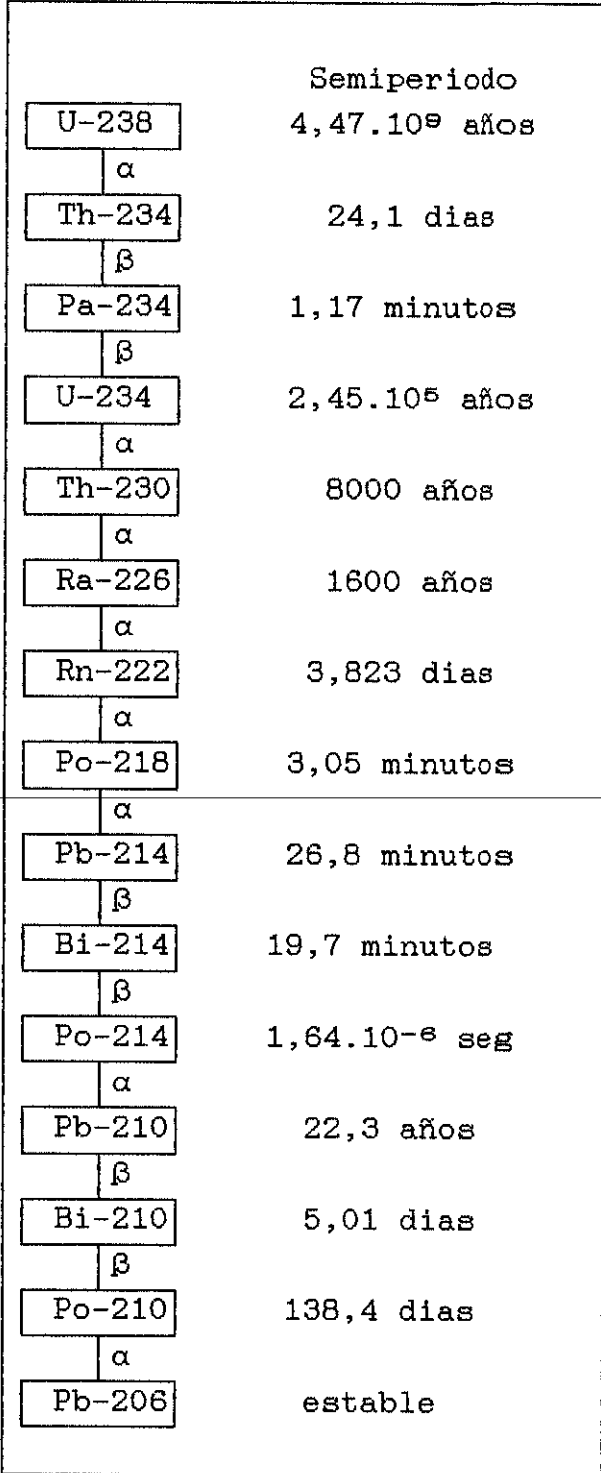 Semiperiodo
U-238 4,47.10⁹ años
α
Th-234 24,1 dias
β
Pa-234 1,17 minutos
β
U-234 2,45.10⁵ años
α
Th-230 8000 años
α
Ra-226 1600 años
α
Rn-222 3,823 dias
α
Po-218 3,05 minutos
α
Pb-214 26,8 minutos
β
Bi-214 19,7 minutos
β
Po-214 1,64.10⁻⁶ seg
α
Pb-210 22,3 años
β
Bi-210 5,01 dias
β
Po-210 138,4 dias
α
Pb-206 estable